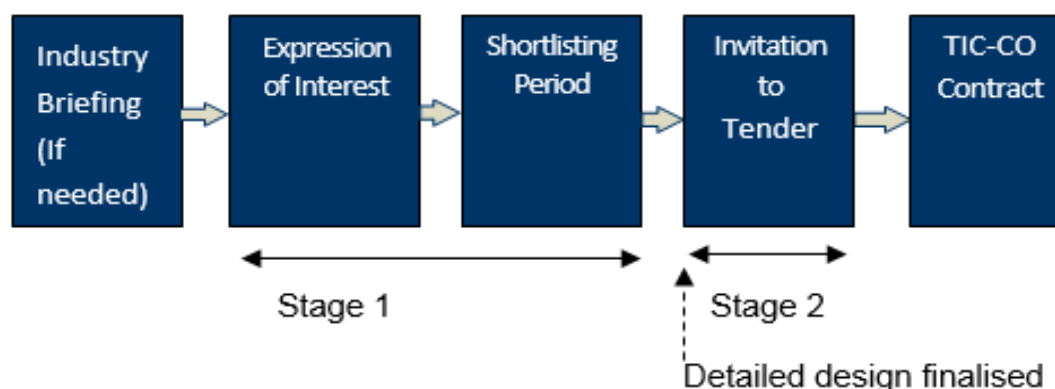 Industry
Briefing
(If
needed)
Expression
of Interest
Shortlisting
Period
Invitation
to
Tender
TIC-CO
Contract
Stage 1
Stage 2
Detailed design finalised